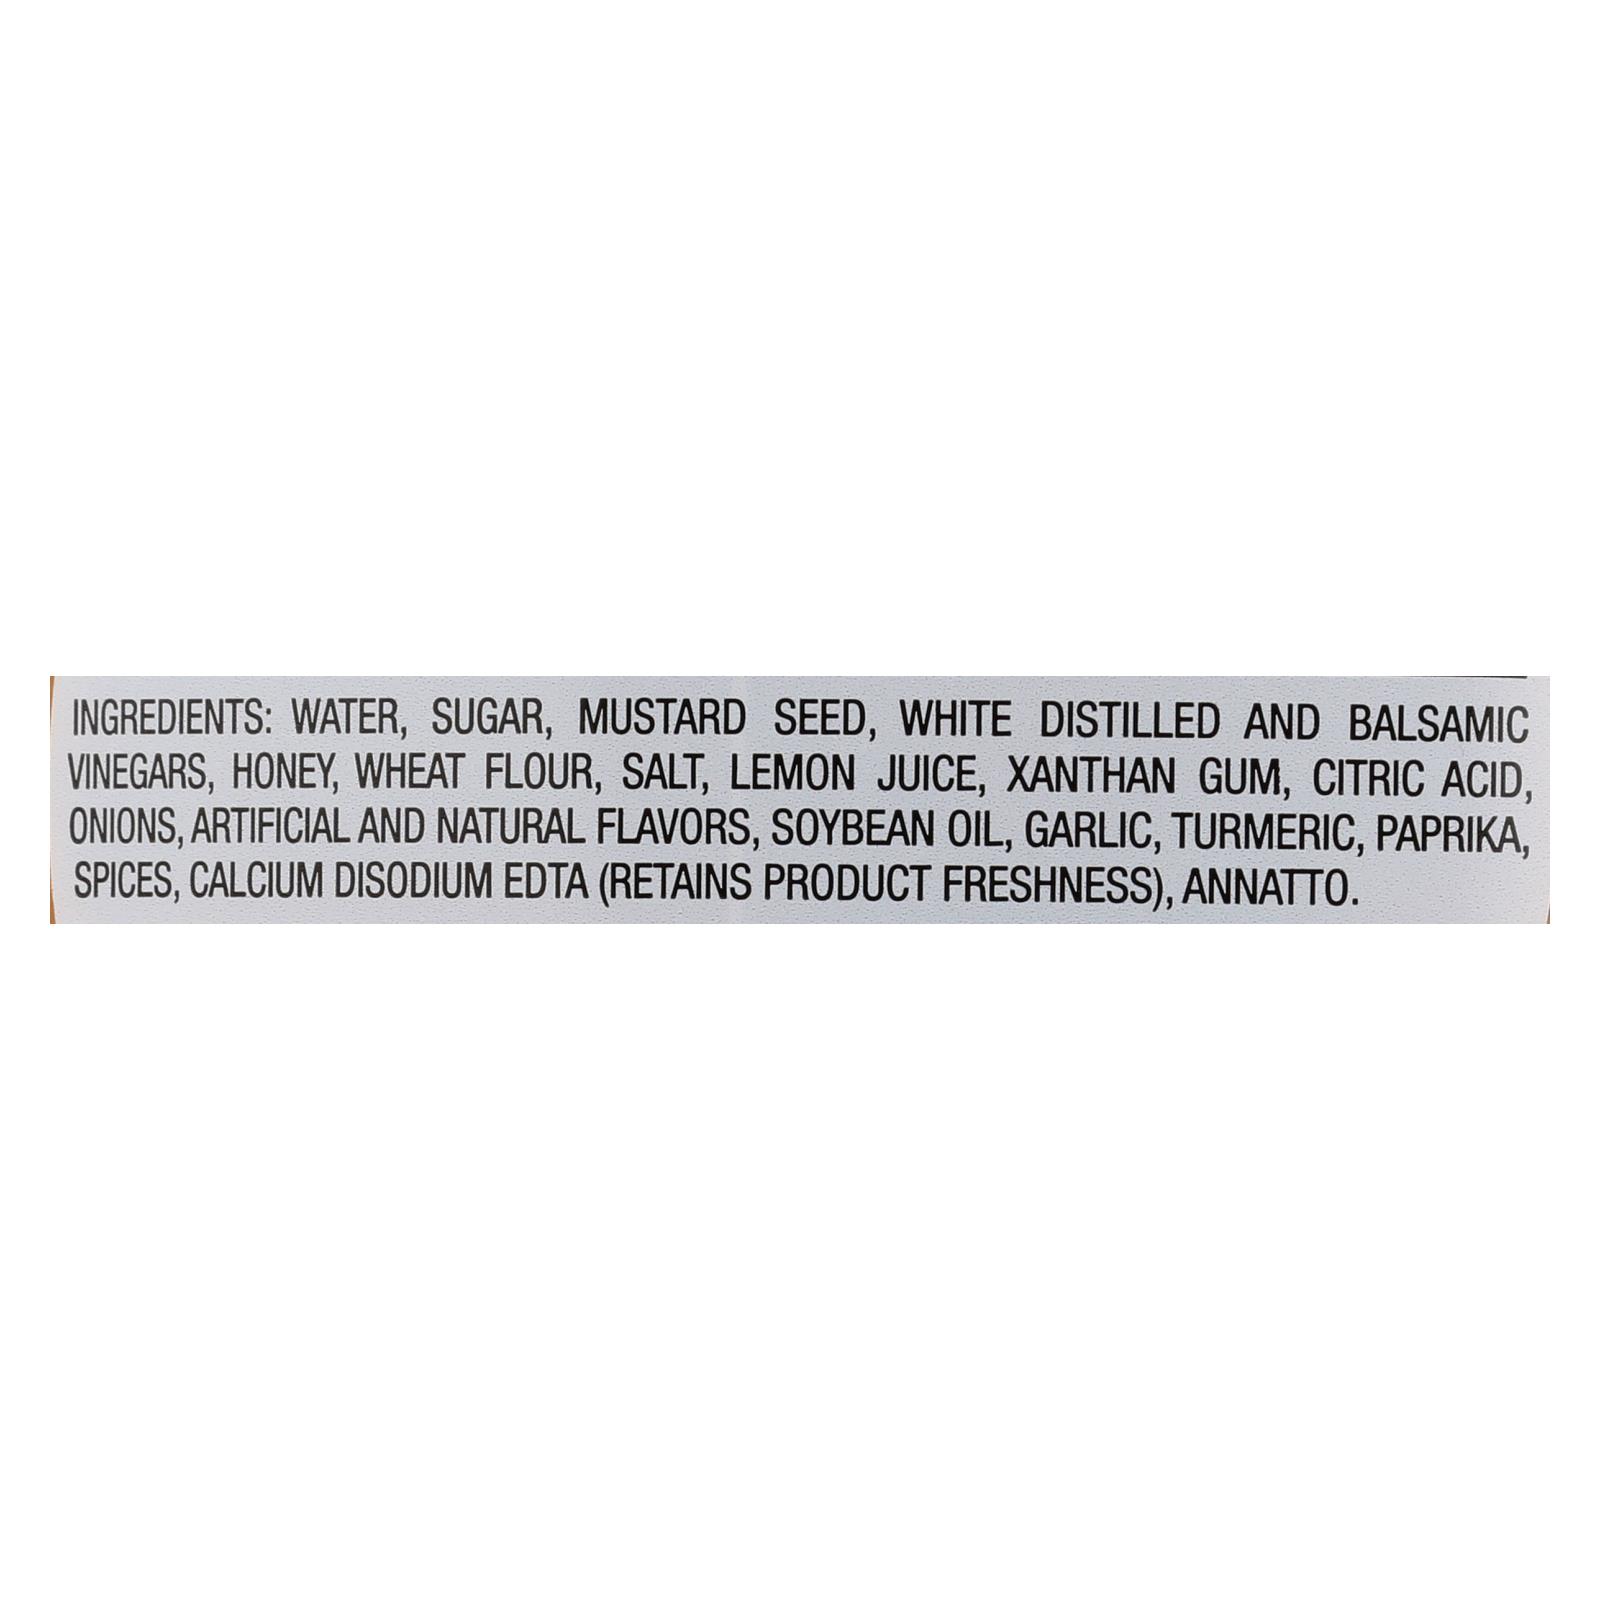 INGREDIENTS: WATER, SUGAR, MUSTARD SEED, WHITE DISTILLED AND BALSAMIC
VINEGARS, HONEY, WHEAT FLOUR, SALT, LEMON JUICE, XANTHAN GUM, CITRIC ACID,
ONIONS, ARTIFICIAL AND NATURAL FLAVORS, SOYBEAN OIL, GARLIC, TURMERIC, PAPRIKA,
SPICES, CALCIUM DISODIUM EDTA (RETAINS PRODUCT FRESHNESS), ANNATTO.